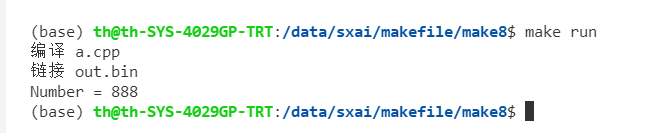 (base) th@th-SYS-4029GP-TRT:/data/sxai/makefile/make8$ make run
编译 a.cpp
链接 out.bin
Number = 888
(base) th@th-SYS-4029GP-TRT:/data/sxai/makefile/make8$